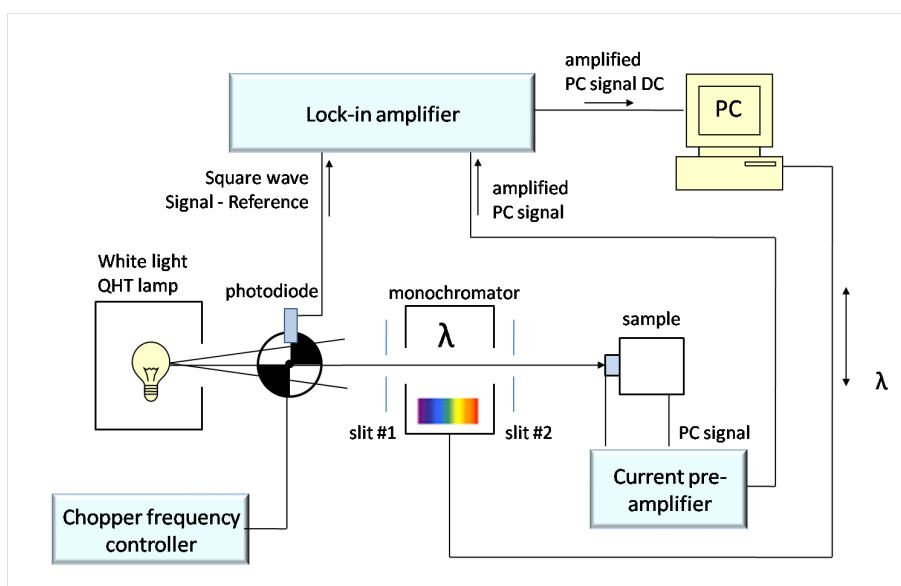 amplified
PC signal DC
Lock-in amplifier
PC
Square wave
Signal - Reference
amplified
PC signal
White light
QHT lamp
photodiode
monochromator
λ
sample
λ
slit #1
slit #2
PC signal
Current pre-
amplifier
Chopper frequency
controller